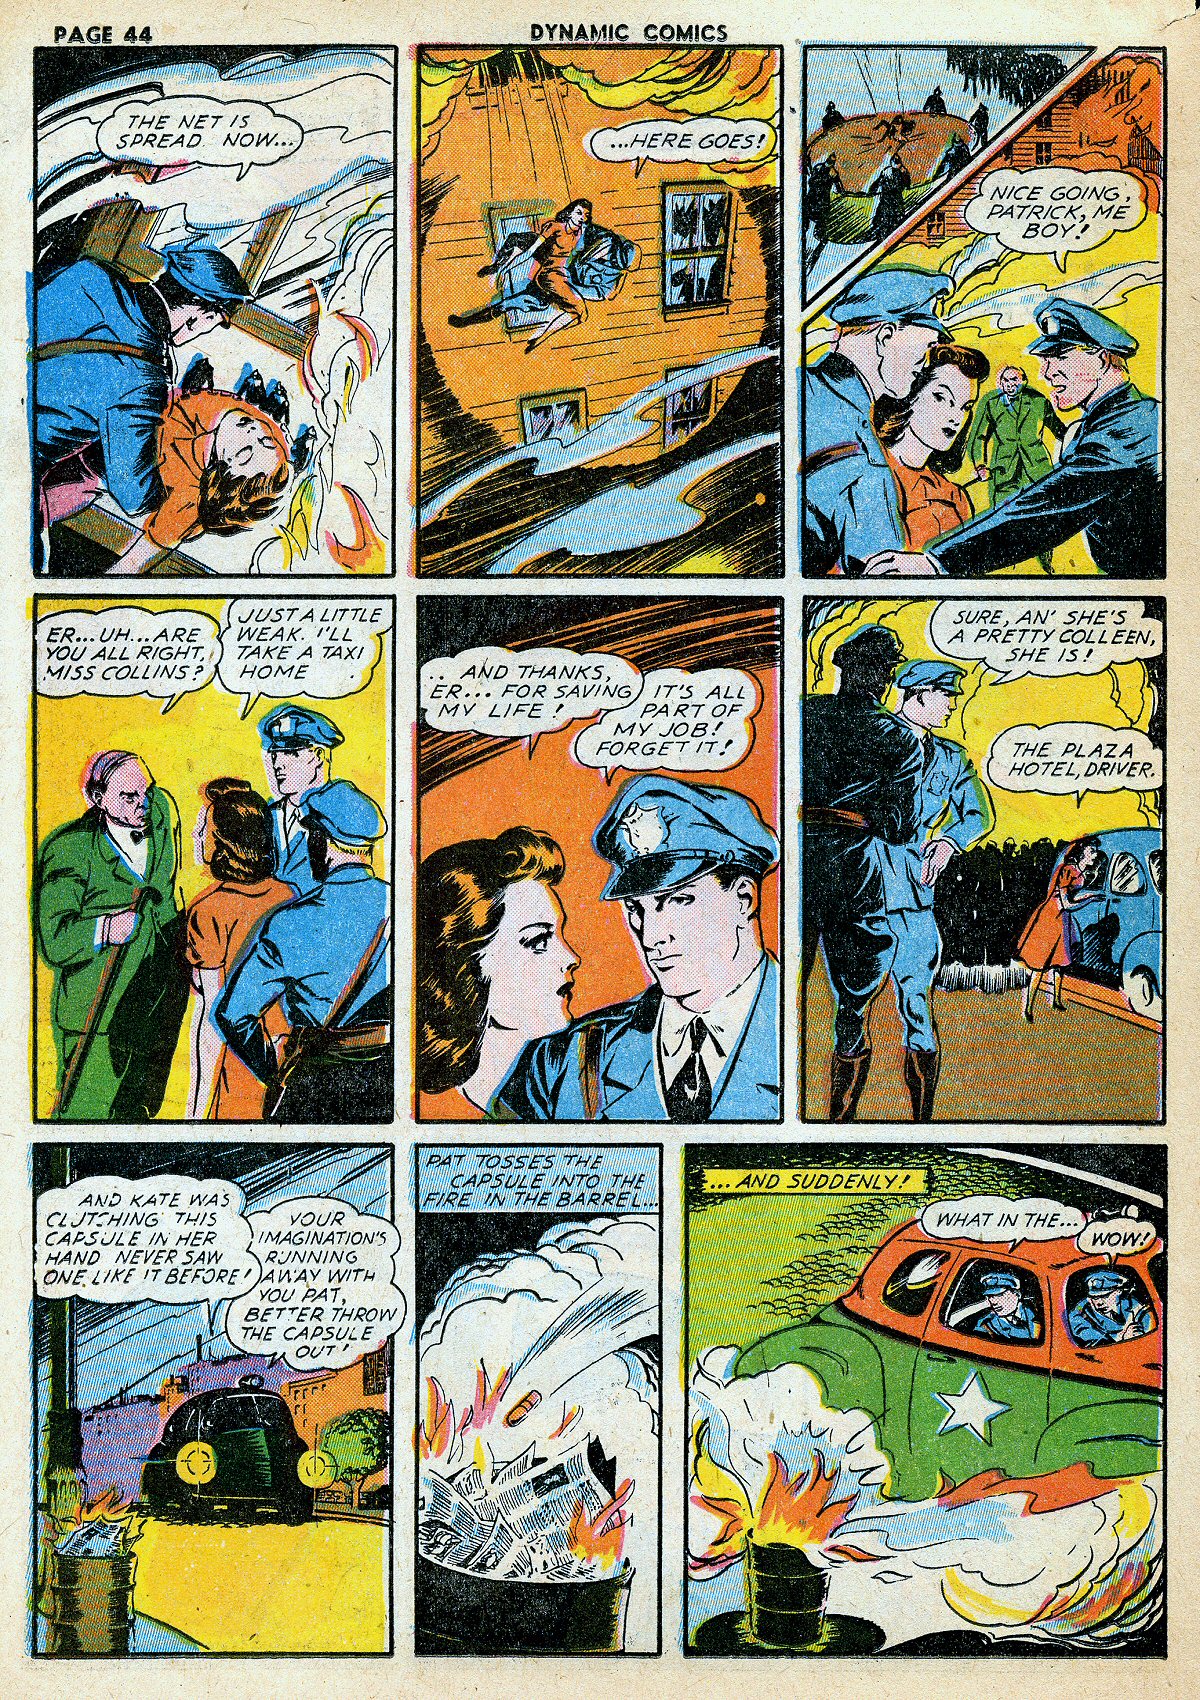 PAGE 44
DYNAMIC COMICS
THE NET IS
SPREAD NOW...
...HERE GOES!
NICE GOING,
PATRICK, ME
BOY!
ER...UH...ARE
YOU ALL RIGHT,
MISS COLLINS?
JUST A LITTLE
WEAK. I'LL
TAKE A TAXI
HOME.
.. AND THANKS,
ER... FOR SAVING
MY LIFE!
IT'S ALL
PART OF
MY JOB!
FORGET IT!
SURE, AN' SHE'S
A PRETTY COLLEEN,
SHE IS!
THE PLAZA
HOTEL, DRIVER.
AND KATE WAS
CLUTCHING THIS
CAPSULE IN HER
HAND NEVER SAW
ONE LIKE IT BEFORE!
YOUR
IMAGINATION'S
RUNNING
AWAY WITH
YOU PAT,
BETTER THROW
THE CAPSULE
OUT!
PAT TOSSES THE
CAPSULE INTO THE
FIRE IN THE BARREL...
...AND SUDDENLY!
WHAT IN THE...
WOW!